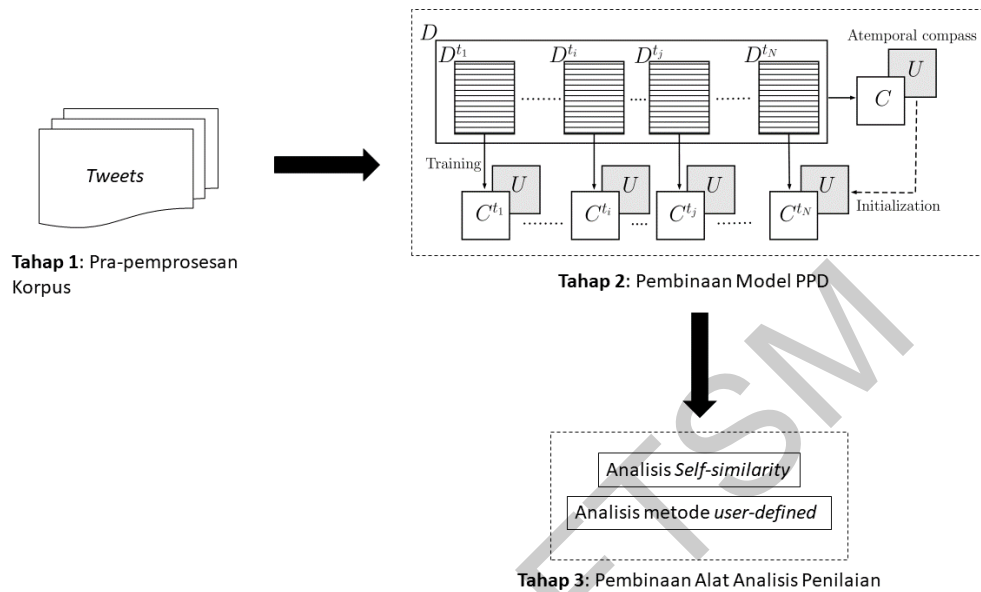 Tweets
Tahap 1: Pra-pemprosesan
Korpus
D
D^{t_1} D^{t_i} D^{t_j} D^{t_N}
Atemporal compass
U
C
Training
U U U U
C^{t_1} C^{t_i} C^{t_j} C^{t_N}
Initialization
Tahap 2: Pembinaan Model PPD
Analisis Self-similarity
Analisis metode user-defined
Tahap 3: Pembinaan Alat Analisis Penilaian
FTSM